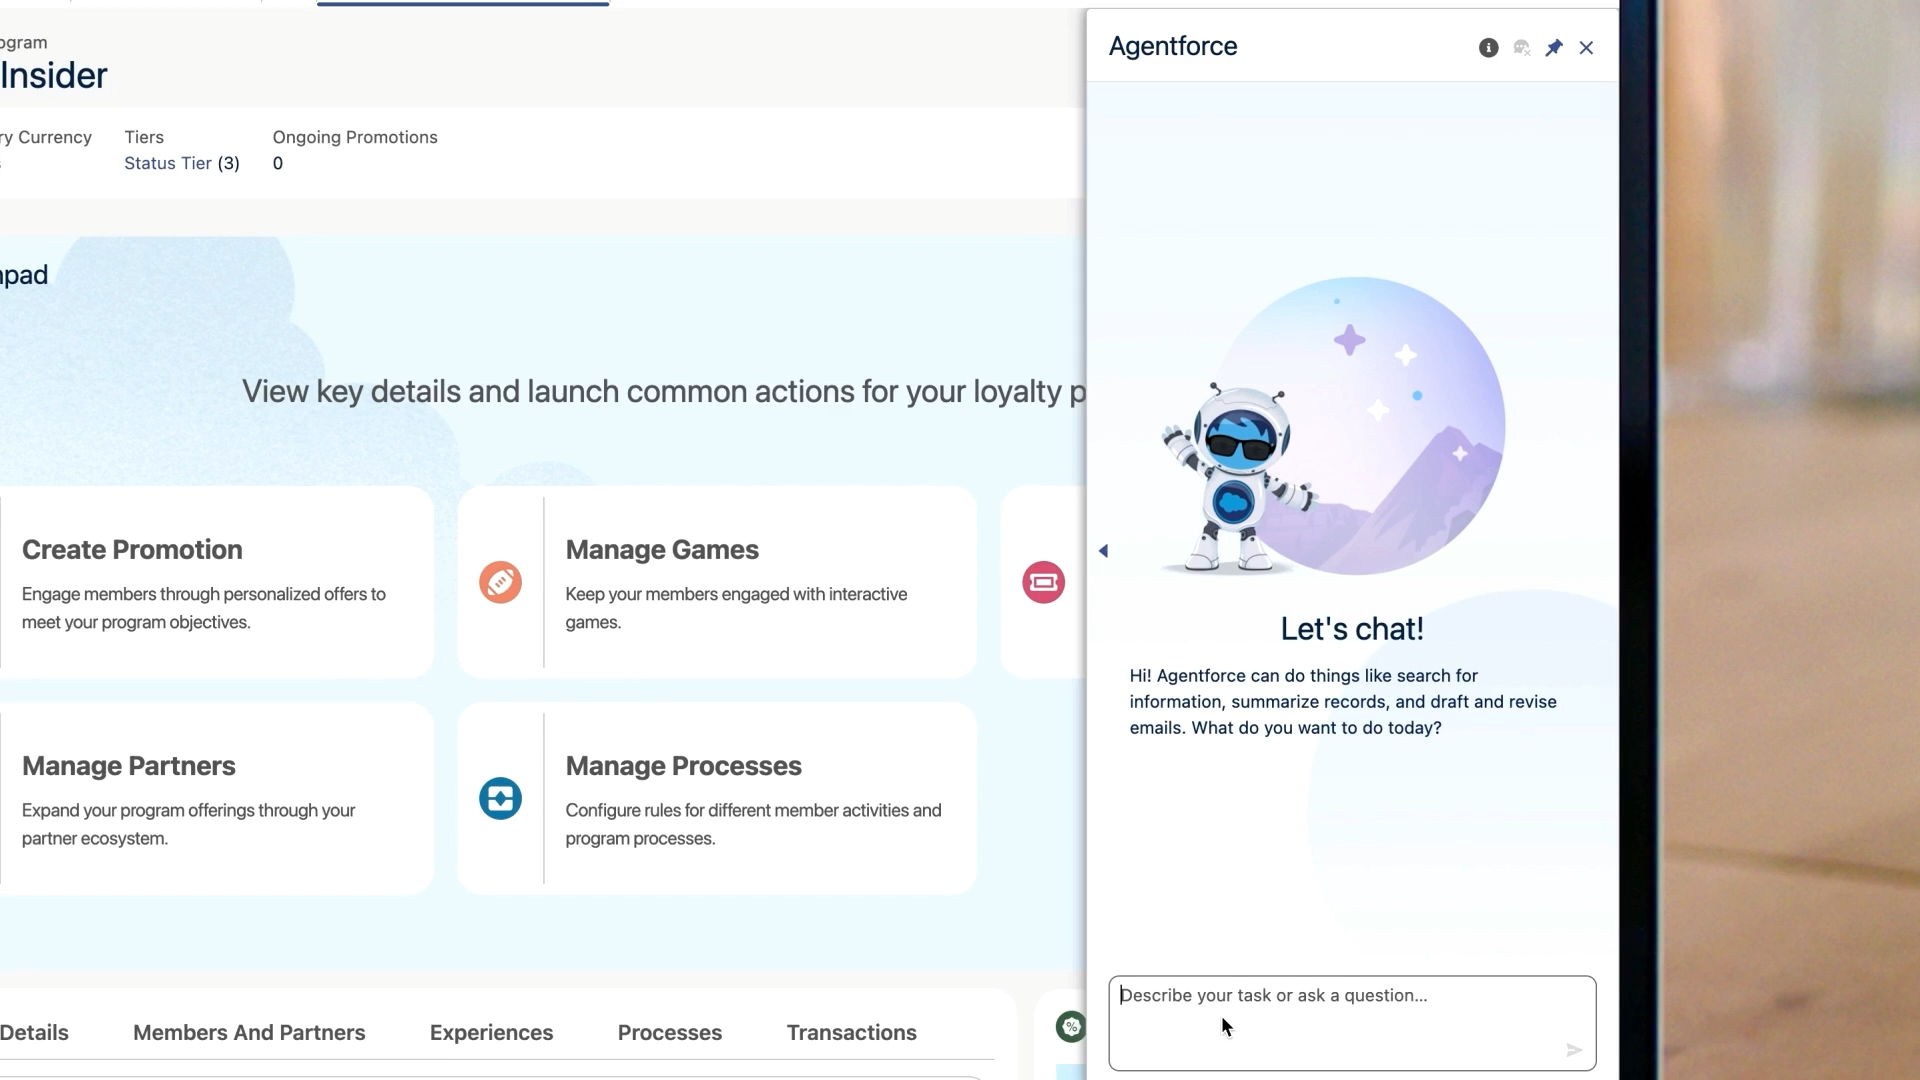 ogram
Insider
ry Currency
Tiers
Status Tier (3)
Ongoing Promotions
0
npad
View key details and launch common actions for your loyalty p
Create Promotion
Engage members through personalized offers to
meet your program objectives.
Manage Games
Keep your members engaged with interactive
games.
Manage Partners
Expand your program offerings through your
partner ecosystem.
Manage Processes
Configure rules for different member activities and
program processes.
Details
Members And Partners
Experiences
Processes
Transactions
Agentforce
Let's chat!
Hi! Agentforce can do things like search for
information, summarize records, and draft and revise
emails. What do you want to do today?
Describe your task or ask a question...